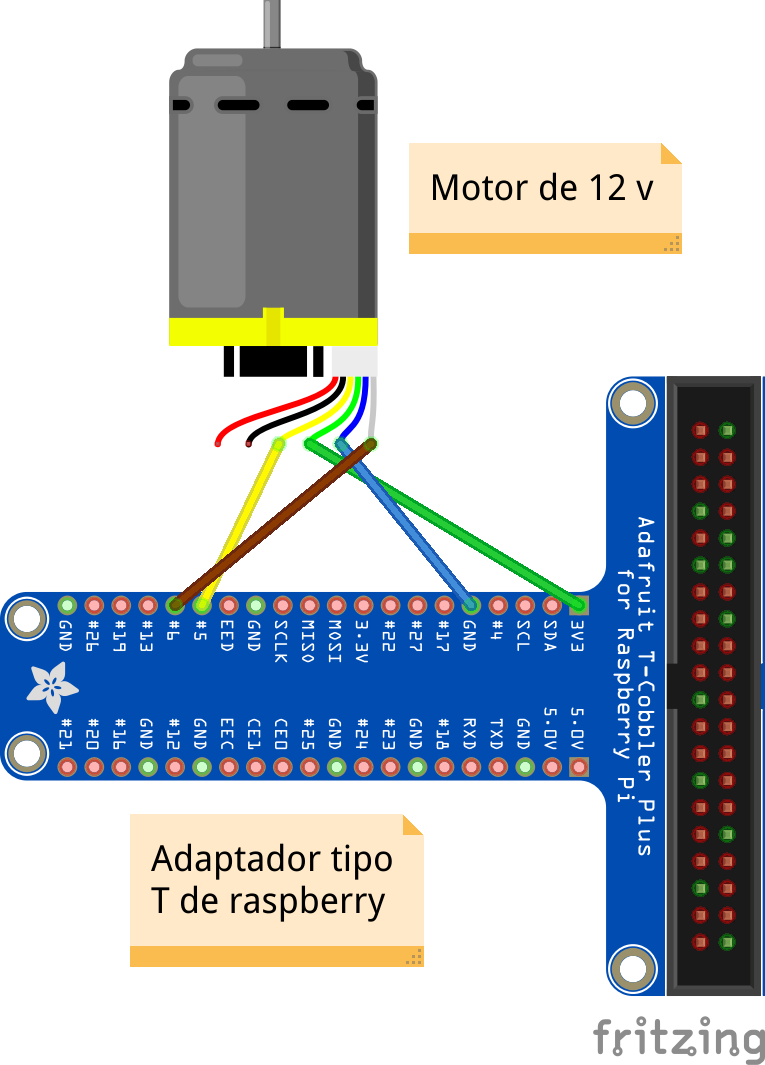 Motor de 12 v
GND
#26
#19
#13
#6
#5
EED
GND
SCLK
MISO
MOSI
3.3V
#22
#27
#17
GND
#4
SCL
SDA
3V3
#21
#20
#16
GND
#12
GND
EEC
CE1
CE0
#25
GND
#24
#23
GND
#18
RXD
TXD
GND
5.0V
5.0V
Adafruit T-Cobbler Plus
for Raspberry Pi
Adaptador tipo
T de raspberry
fritzing